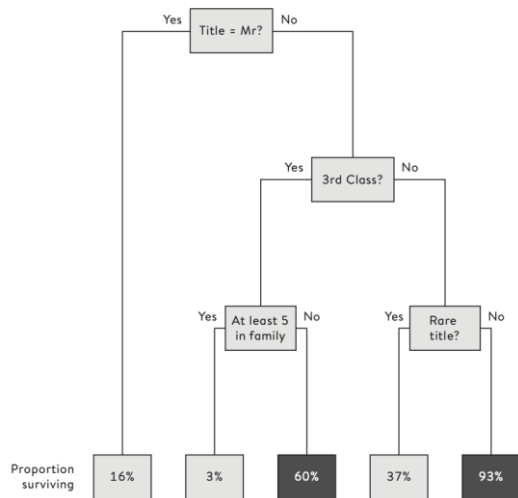 Yes
Title = Mr?
No
Yes
3rd Class?
No
Yes
At least 5
in family
No
Yes
Rare
title?
No
Proportion
surviving
16%
3%
60%
37%
93%